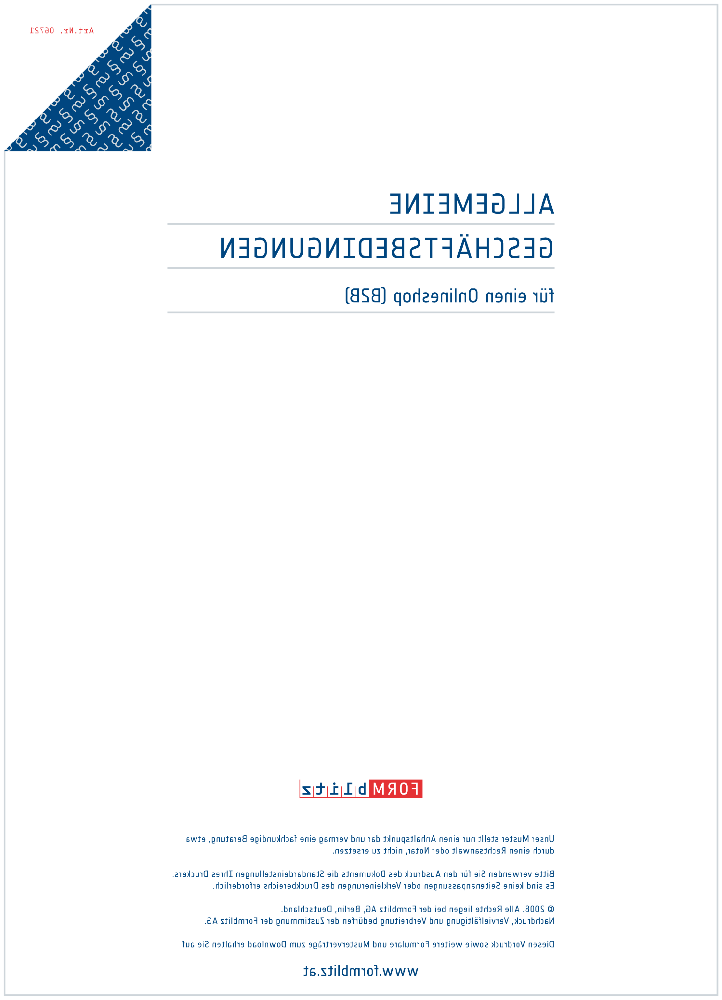 Art.Nr. 06721
ALLGEMEINE
GESCHÄFTSBEDINGUNGEN
für einen Onlineshop (B2B)
FORMblitz
Unser Muster stellt nur einen Anhaltspunkt dar und vermag eine fachkundige Beratung, etwa
durch einen Rechtsanwalt oder Notar, nicht zu ersetzen.
Bitte verwenden Sie für den Ausdruck des Dokuments die Standardeinstellungen Ihres Druckers.
Es sind keine Seitenanpassungen oder Verkleinerungen des Druckbereichs erforderlich.
© 2008. Alle Rechte liegen bei der Formblitz AG, Berlin, Deutschland.
Nachdruck, Vervielfältigung und Verbreitung bedürfen der Zustimmung der Formblitz AG.
Diesen Vordruck sowie weitere Formulare und Musterverträge zum Download erhalten Sie auf
www.formblitz.at